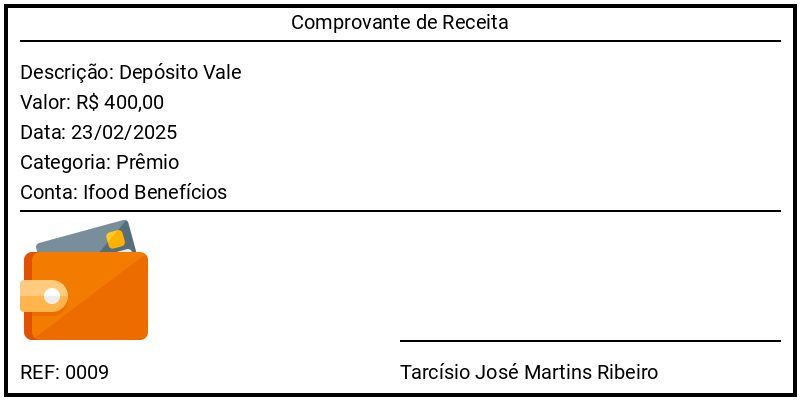 Comprovante de Receita
Descrição: Depósito Vale
Valor: R$ 400,00
Data: 23/02/2025
Categoria: Prêmio
Conta: Ifood Benefícios
REF: 0009
Tarcísio José Martins Ribeiro